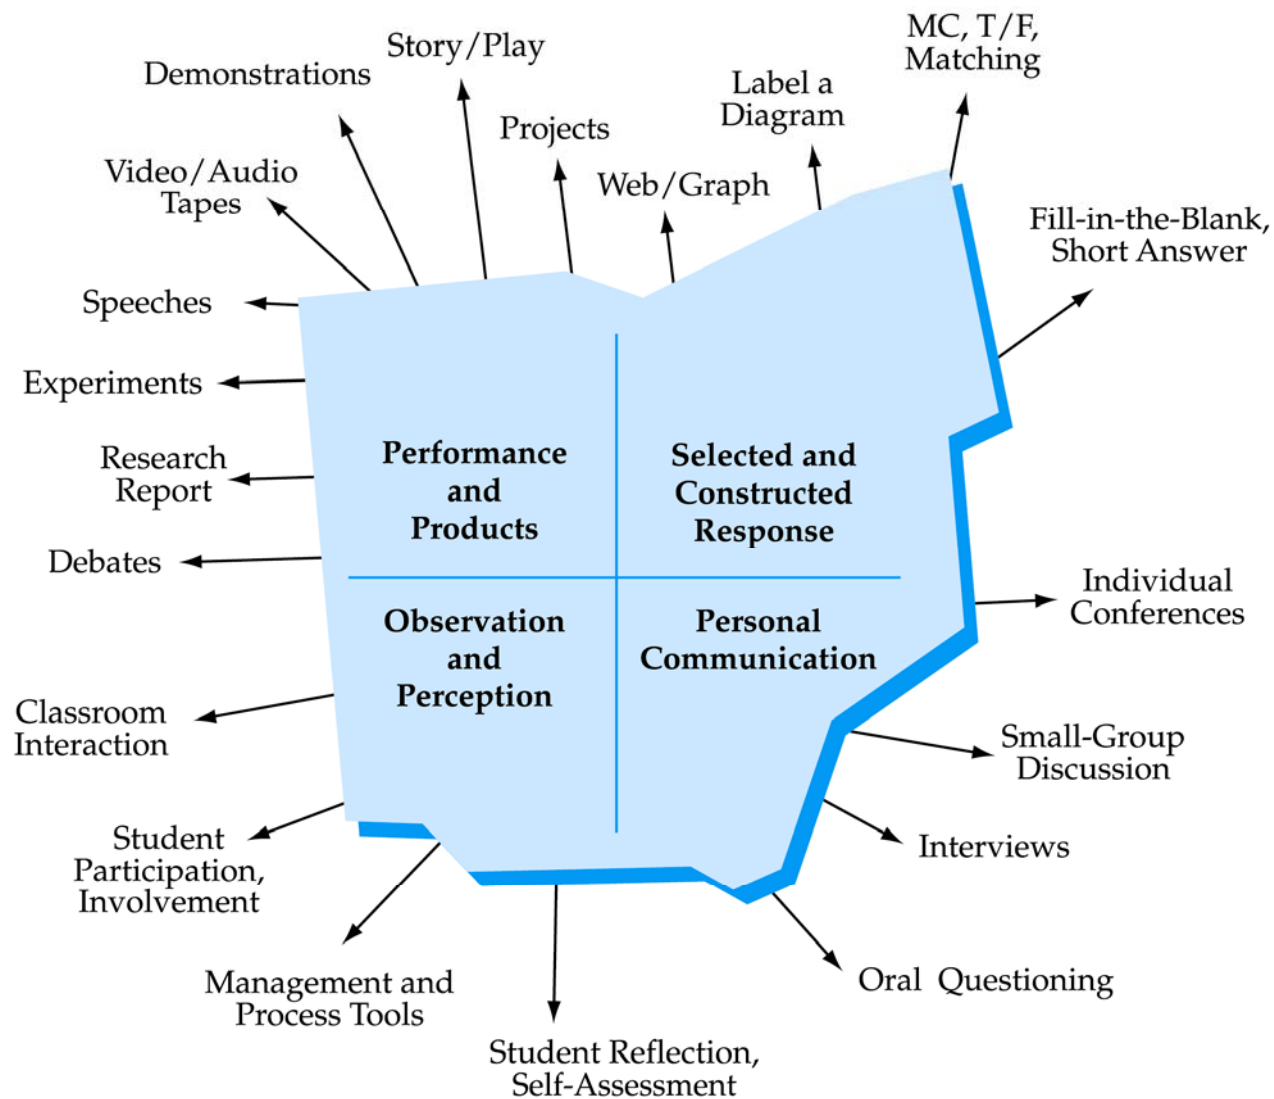 MC, T/F,
Matching
Story/Play
Demonstrations
Label a
Diagram
Projects
Video/Audio
Tapes
Web/Graph
Fill-in-the-Blank,
Short Answer
Speeches
Experiments
Research
Report
Debates
Performance
and
Products
Selected and
Constructed
Response
Observation
and
Perception
Personal
Communication
Individual
Conferences
Classroom
Interaction
Small-Group
Discussion
Student
Participation,
Involvement
Interviews
Management and
Process Tools
Oral Questioning
Student Reflection,
Self-Assessment